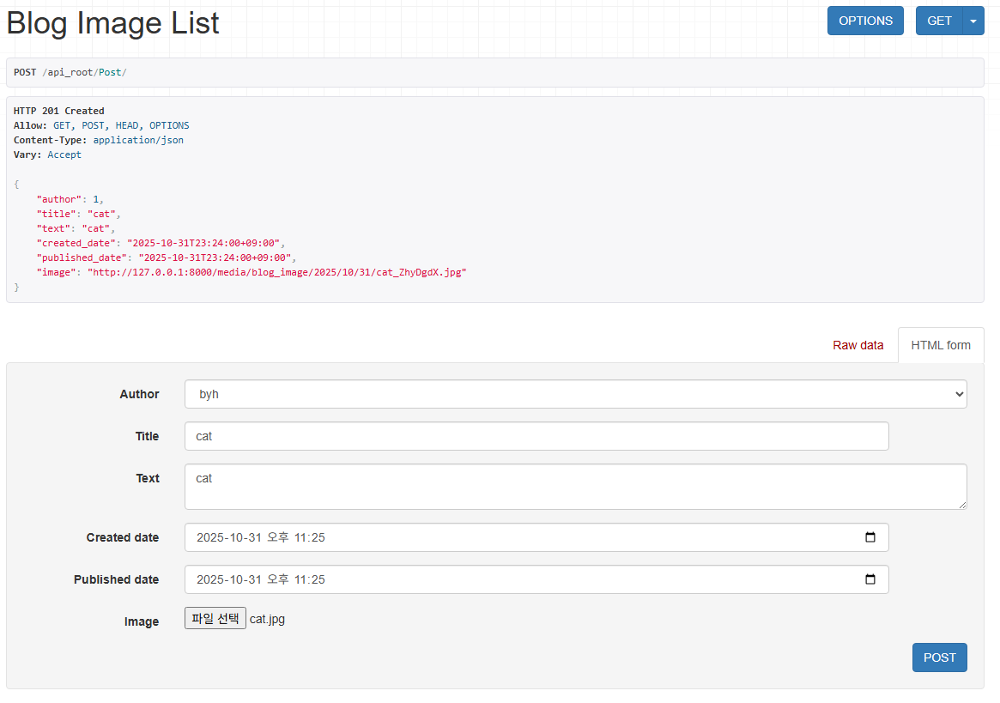 Blog Image List
OPTIONS
GET
POST /api_root/Post/
HTTP 201 Created
Allow: GET, POST, HEAD, OPTIONS
Content-Type: application/json
Vary: Accept
{
"author": 1,
"title": "cat",
"text": "cat",
"created_date": "2025-10-31T23:24:00+09:00",
"published_date": "2025-10-31T23:24:00+09:00",
"image": "http://127.0.0.1:8000/media/blog_image/2025/10/31/cat_ZhyDgdX.jpg"
}
Raw data
HTML form
Author byh
Title cat
Text cat
Created date 2025-10-31 오후 11:25
Published date 2025-10-31 오후 11:25
Image 파일 선택 cat.jpg
POST